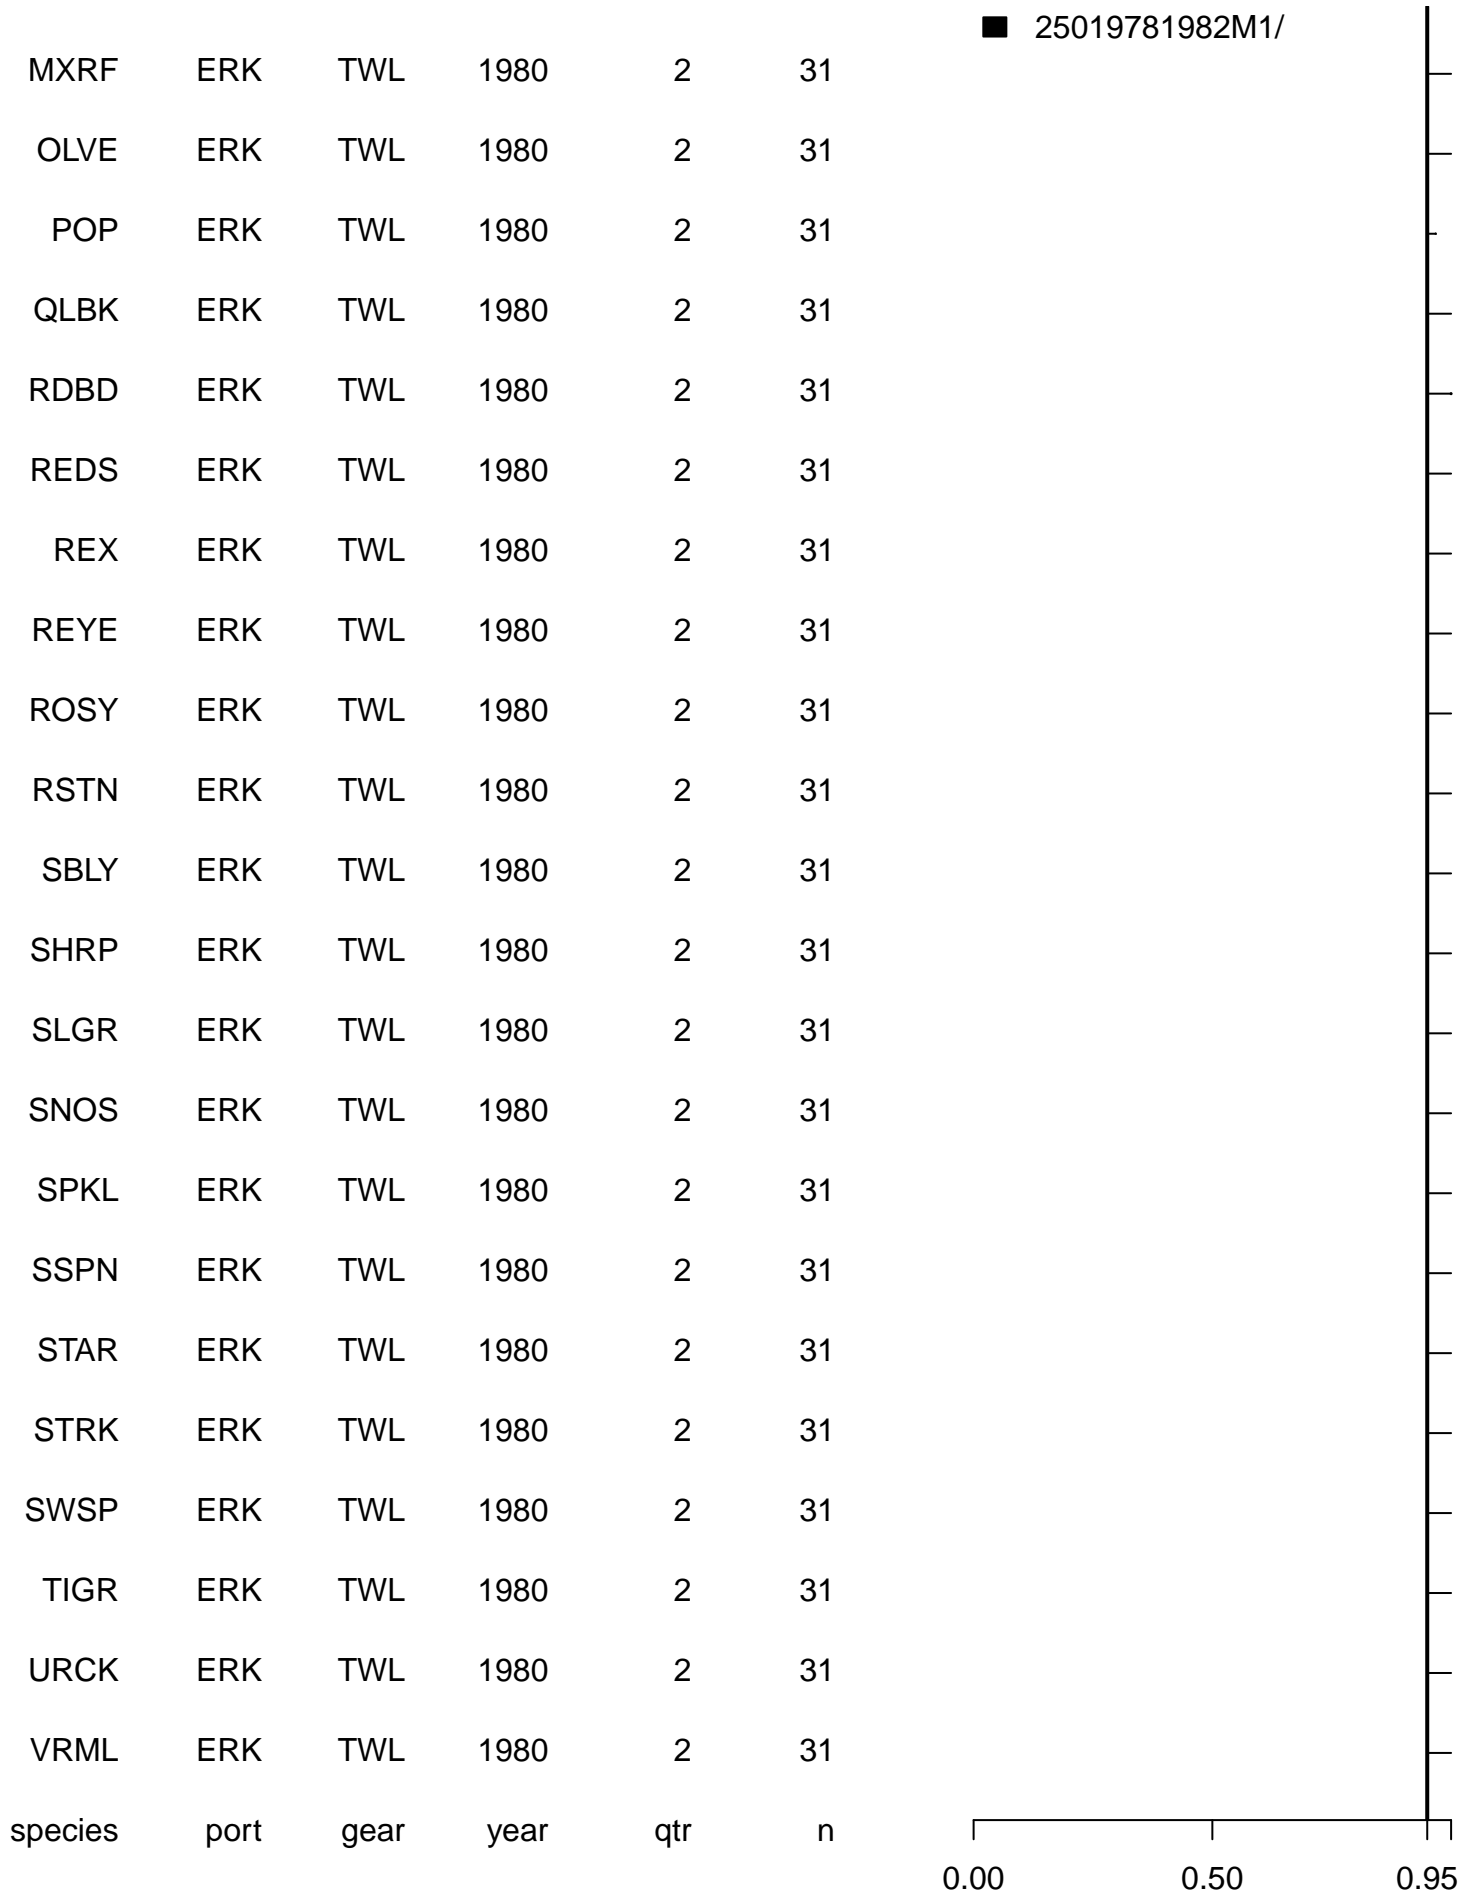 25019781982M1/
MXRF ERK TWL 1980 2 31
OLVE ERK TWL 1980 2 31
POP ERK TWL 1980 2 31
QLBK ERK TWL 1980 2 31
RDBD ERK TWL 1980 2 31
REDS ERK TWL 1980 2 31
REX ERK TWL 1980 2 31
REYE ERK TWL 1980 2 31
ROSY ERK TWL 1980 2 31
RSTN ERK TWL 1980 2 31
SBLY ERK TWL 1980 2 31
SHRP ERK TWL 1980 2 31
SLGR ERK TWL 1980 2 31
SNOS ERK TWL 1980 2 31
SPKL ERK TWL 1980 2 31
SSPN ERK TWL 1980 2 31
STAR ERK TWL 1980 2 31
STRK ERK TWL 1980 2 31
SWSP ERK TWL 1980 2 31
TIGR ERK TWL 1980 2 31
URCK ERK TWL 1980 2 31
VRML ERK TWL 1980 2 31
species port gear year qtr n
0.00 0.50 0.95